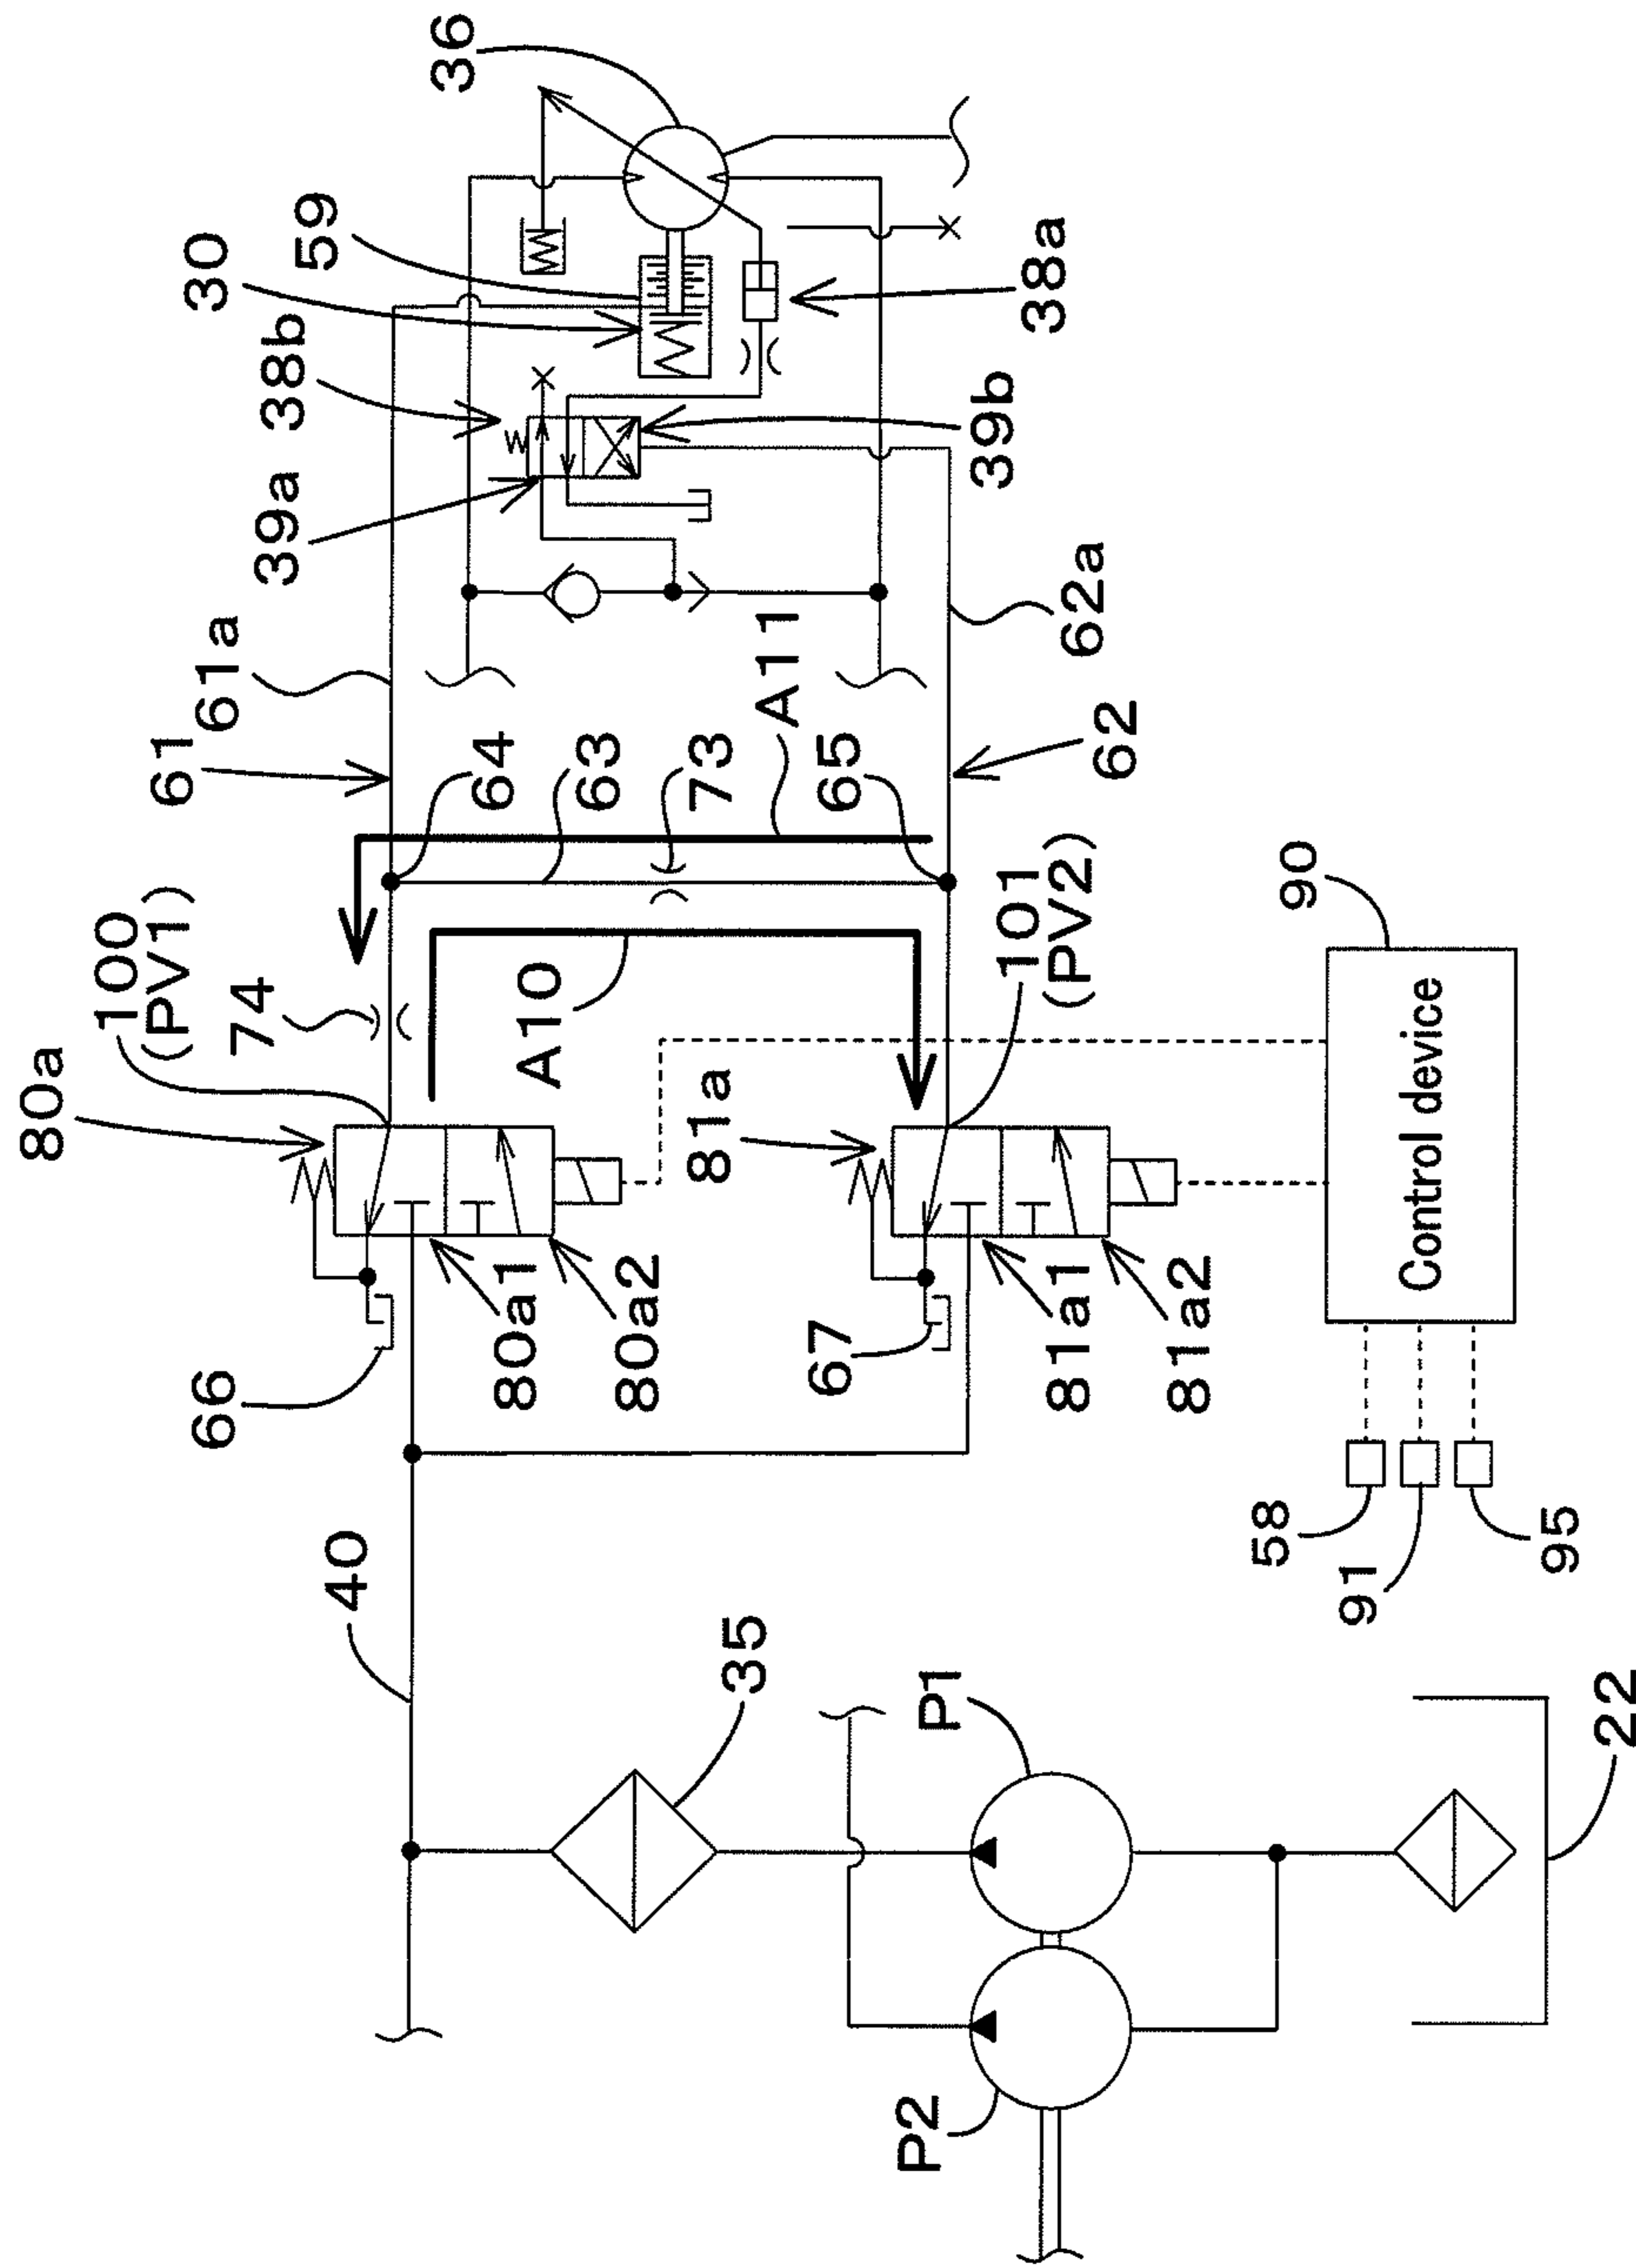 36
59
30
38b
39a
38a
39b
61a
61
62a
A11
62
64
63
73
65
100
(PV1)
74
80a
A10
81a
101
(PV2)
90
Control device
66
80a1
80a2
67
81a1
81a2
58
91
95
40
35
P1
P2
22
W